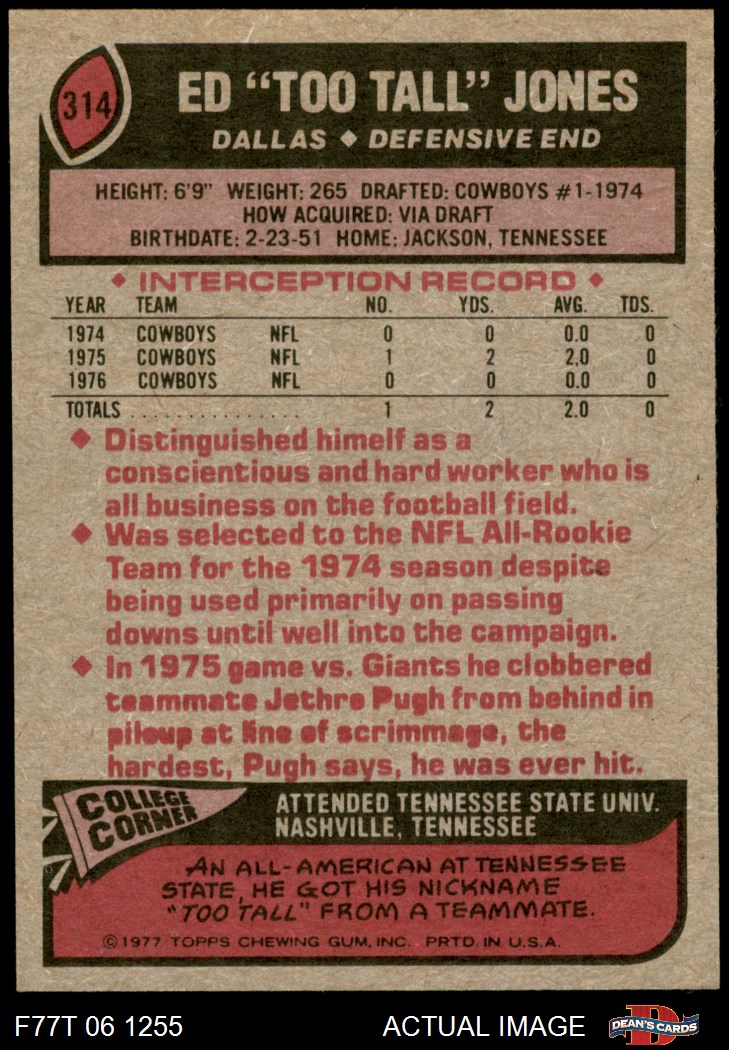 314
ED "TOO TALL" JONES
DALLAS ◆ DEFENSIVE END
HEIGHT: 6'9" WEIGHT: 265 DRAFTED: COWBOYS #1-1974
HOW ACQUIRED: VIA DRAFT
BIRTHDATE: 2-23-51 HOME: JACKSON, TENNESSEE
◆ INTERCEPTION RECORD ◆
YEAR TEAM NO. YDS. AVG. TDS.
1974 COWBOYS NFL 0 0 0.0 0
1975 COWBOYS NFL 1 2 2.0 0
1976 COWBOYS NFL 0 0 0.0 0
TOTALS . . . . . . . . . . . . . . . 1 2 2.0 0
◆ Distinguished himelf as a
conscientious and hard worker who is
all business on the football field.
◆ Was selected to the NFL All-Rookie
Team for the 1974 season despite
being used primarily on passing
downs until well into the campaign.
◆ In 1975 game vs. Giants he clobbered
teammate Jethro Pugh from behind in
pileup at line of scrimmage, the
hardest, Pugh says, he was ever hit.
COLLEGE
CORNER
ATTENDED TENNESSEE STATE UNIV.
NASHVILLE, TENNESSEE
AN ALL-AMERICAN AT TENNESSEE
STATE, HE GOT HIS NICKNAME
"TOO TALL" FROM A TEAMMATE.
©1977 TOPPS CHEWING GUM, INC. PRTD. IN U.S.A.
F77T 06 1255 ACTUAL IMAGE DEAN'S CARDS